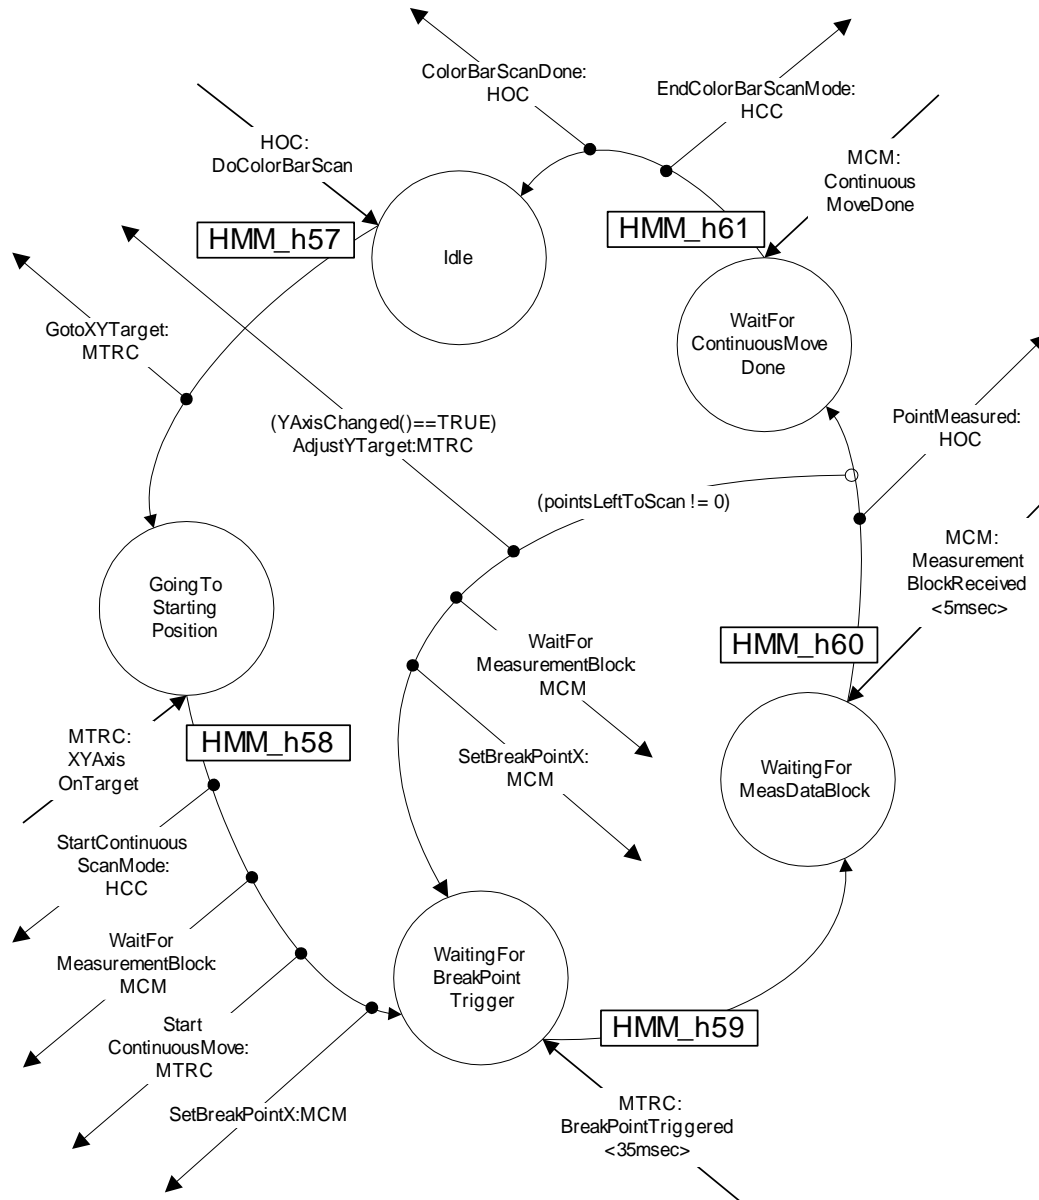 ColorBarScanDone:
HOC
EndColorBarScanMode:
HCC
HOC:
DoColorBarScan
MCM:
Continuous
MoveDone
HMM_h57
HMM_h61
Idle
WaitFor
ContinuousMove
Done
GotoXYTarget:
MTRC
(YAxisChanged()==TRUE)
AdjustYTarget:MTRC
PointMeasured:
HOC
(pointsLeftToScan != 0)
MCM:
Measurement
BlockReceived
<5msec>
GoingTo
Starting
Position
WaitFor
MeasurementBlock:
MCM
HMM_h60
MTRC:
XYAxis
OnTarget
HMM_h58
SetBreakPointX:
MCM
WaitingFor
MeasDataBlock
StartContinuous
ScanMode:
HCC
WaitFor
MeasurementBlock:
MCM
WaitingFor
BreakPoint
Trigger
Start
ContinuousMove:
MTRC
HMM_h59
SetBreakPointX:MCM
MTRC:
BreakPointTriggered
<35msec>